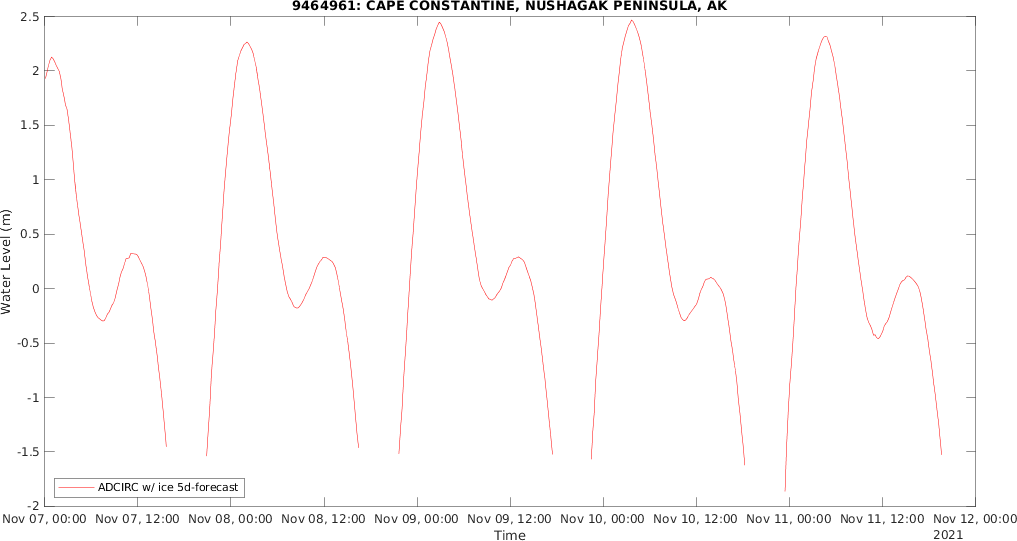 9464961: CAPE CONSTANTINE, NUSHAGAK PENINSULA, AK
Water Level (m)
2.5
2
1.5
1
0.5
0
-0.5
-1
-1.5
-2
ADCIRC w/ ice 5d-forecast
Nov 07, 00:00 Nov 07, 12:00 Nov 08, 00:00 Nov 08, 12:00 Nov 09, 00:00 Nov 09, 12:00 Nov 10, 00:00 Nov 10, 12:00 Nov 11, 00:00 Nov 11, 12:00 Nov 12, 00:00
Time
2021